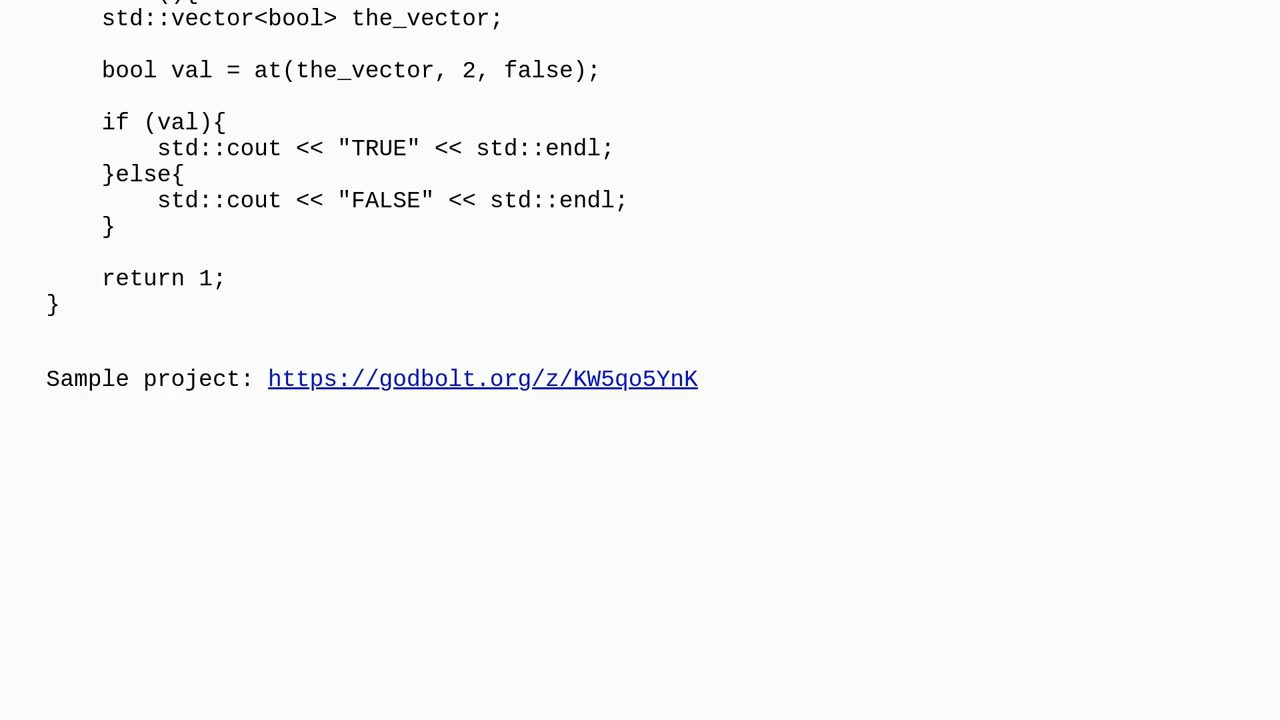 (){
std::vector<bool> the_vector;
bool val = at(the_vector, 2, false);
if (val){
std::cout << "TRUE" << std::endl;
}else{
std::cout << "FALSE" << std::endl;
}
return 1;
}
Sample project: https://godbolt.org/z/KW5qo5YnK